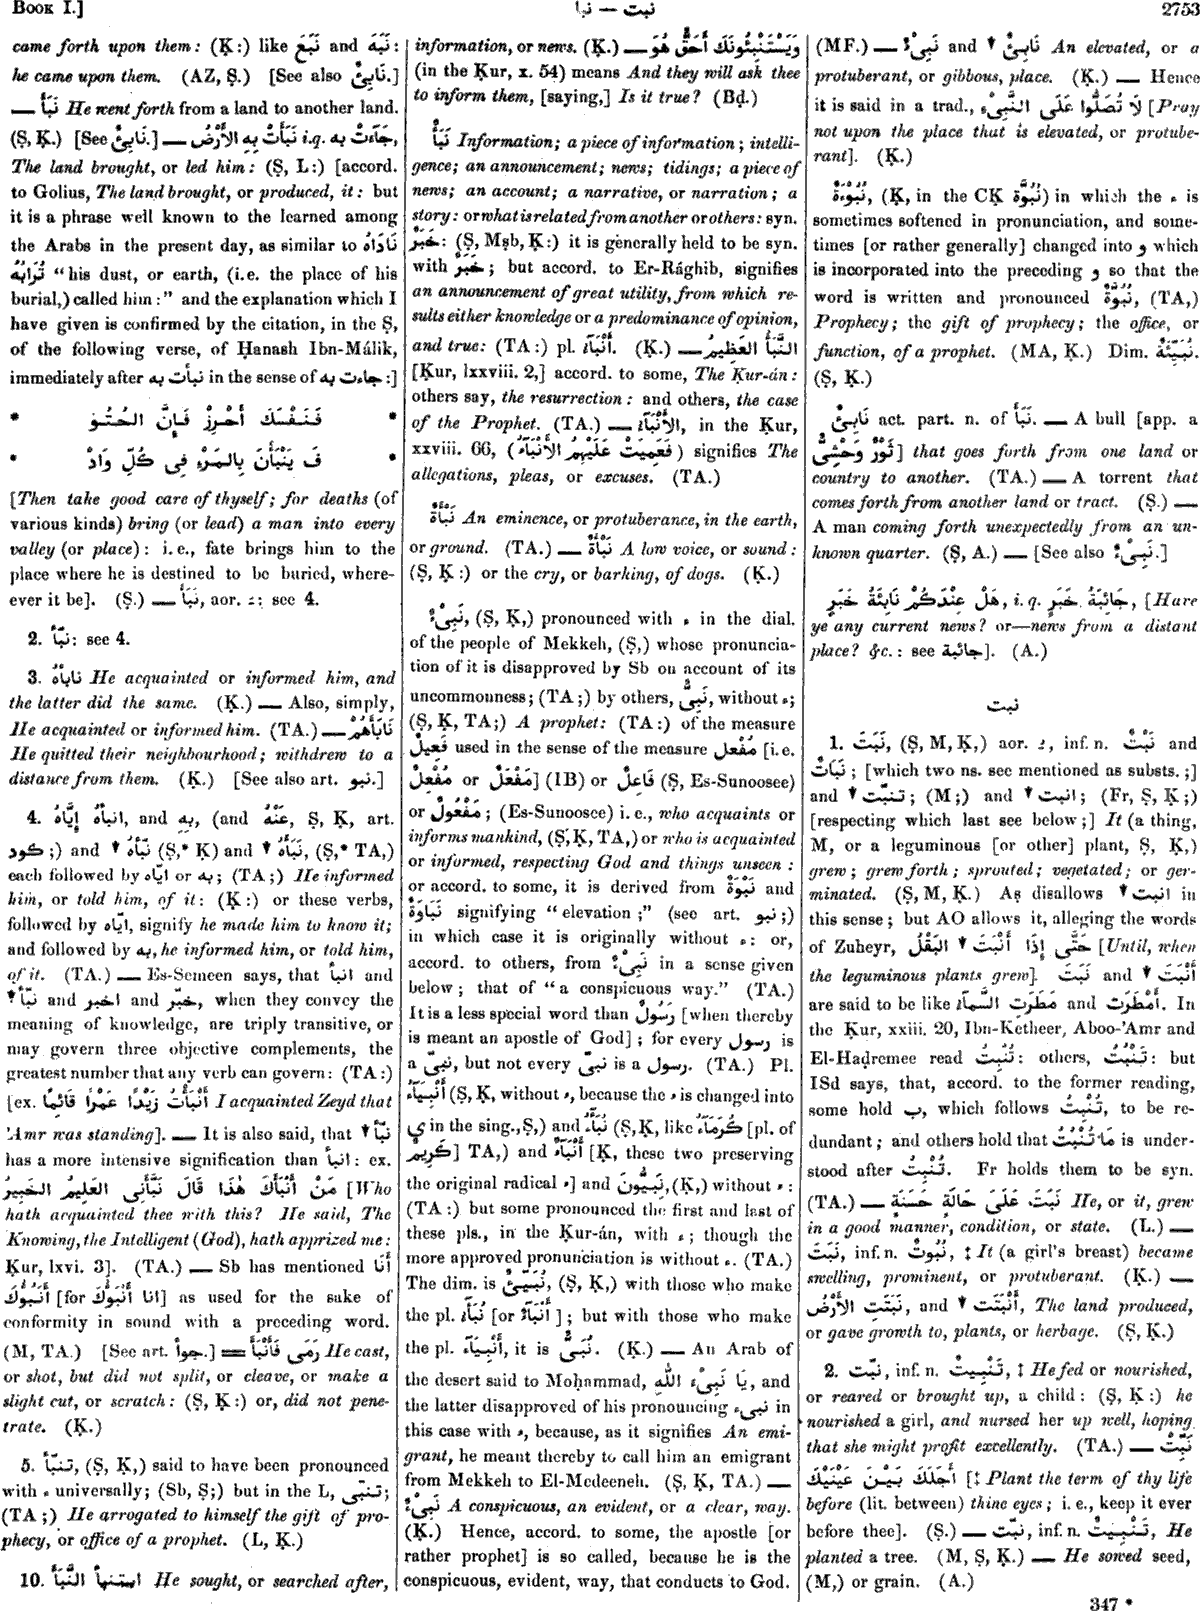 BOOK I.]
نبت — نبأ
2753
came forth upon them: (Ḳ:) like نَبَعَ and نَبَهَ:
he came upon them. (AZ, Ṣ.) [See also نَابِئٌ.]
— نَبَأَ He went forth from a land to another land.
(Ṣ, Ḳ.) [See نَابِئٌ.] — نَبَأَتْ بِهِ الأَرْضُ i.q. جَآءَتْ بِهِ,
The land brought, or led him: (Ṣ, L:) [accord.
to Golius, The land brought, or produced, it: but
it is a phrase well known to the learned among
the Arabs in the present day, as similar to نَادَاهُ
تُرَابُهُ “his dust, or earth, (i.e. the place of his
burial,) called him:” and the explanation which I
have given is confirmed by the citation, in the Ṣ,
of the following verse, of Ḥanash Ibn-Málik,
immediately after نبأت به in the sense of جاءت به:]
* فَنَفْسَكَ أَحْرِزْ فَإِنَّ الحُتُو *
* فَ يَنْبَأْنَ بِالمَرْءِ فِى كُلِّ وَادْ *
[Then take good care of thyself; for deaths (of
various kinds) bring (or lead) a man into every
valley (or place): i.e., fate brings him to the
place where he is destined to be buried, where-
ever it be]. (Ṣ.) — نَبَأَ, aor. ـَ: see 4.
2. نبّأ: see 4.
3. نابأهُ He acquainted or informed him, and
the latter did the same. (Ḳ.) — Also, simply,
He acquainted or informed him. (TA.) — نَابَأَهُمْ
He quitted their neighbourhood; withdrew to a
distance from them. (Ḳ.) [See also art. نبو.]
4. انبأهُ إِيَّاهُ, and بِهِ, (and عَنْهُ, Ṣ, Ḳ, art.
كود;) and ▼ نَبَّأَهُ (Ṣ,* Ḳ) and ▼ نَبَأَهُ, (Ṣ,* TA,)
each followed by ايّاه or به; (TA;) He informed
him, or told him, of it: (Ḳ:) or these verbs,
followed by ايّاه, signify he made him to know it;
and followed by به, he informed him, or told him,
of it. (TA.) — Es-Semeen says, that انبأ and
▼ نبّأ and اخبر and خبّر, when they convey the
meaning of knowledge, are triply transitive, or
may govern three objective complements, the
greatest number that any verb can govern: (TA:)
[ex. أَنْبَأْتُ زَيْدًا عَمْرًا قَائِمًا I acquainted Zeyd that
'Amr was standing]. — It is also said, that ▼ نبّأ
has a more intensive signification than انبأ: ex.
مَنْ أَنْبَأَكَ هٰذَا قَالَ نَبَّأَنِى العَلِيمُ الخَبِيرُ [Who
hath acquainted thee with this? He said, The
Knowing, the Intelligent (God), hath apprized me:
Ḳur, lxvi. 3]. (TA.) — Sb has mentioned أَنَا
أَنْبُوُكَ [for انا أَنْبُؤُكَ] as used for the sake of
conformity in sound with a preceding word.
(M, TA.) [See art. جوأ.] = رَمَى فَأَنْبَأَ He cast,
or shot, but did not split, or cleave, or make a
slight cut, or scratch: (Ṣ, Ḳ:) or, did not pene-
trate. (Ḳ.)
5. تنبّأ, (Ṣ, Ḳ,) said to have been pronounced
with ء universally; (Sb, Ṣ;) but in the L, تنبّى;
(TA;) He arrogated to himself the gift of pro-
phecy, or office of a prophet. (L, Ḳ.)
10. استنبأ النَّبَأَ He sought, or searched after,
information, or news. (Ḳ.) — وَيَسْتَنْبِئُونَكَ أَحَقٌّ هُوَ
(in the Ḳur, x. 54) means And they will ask thee
to inform them, [saying,] Is it true? (Bḍ.)
نَبَأٌ Information; a piece of information; intelli-
gence; an announcement; news; tidings; a piece of
news; an account; a narrative, or narration; a
story: or what is related from another or others: syn.
خَبَرٌ: (Ṣ, Mṣb, Ḳ:) it is generally held to be syn.
with خَبَرٌ; but accord. to Er-Rághib, signifies
an announcement of great utility, from which re-
sults either knowledge or a predominance of opinion,
and true: (TA:) pl. أَنْبَآءٌ. (Ḳ.) — النَّبَأُ العَظِيمُ
[Ḳur, lxxviii. 2,] accord. to some, The Ḳur-án:
others say, the resurrection: and others, the case
of the Prophet. (TA.) — الأَنْبَآءُ, in the Ḳur,
xxviii. 66, (فَعَمِيَتْ عَلَيْهِمُ الأَنْبَآءُ) signifies The
allegations, pleas, or excuses. (TA.)
نَبْأَةٌ An eminence, or protuberance, in the earth,
or ground. (TA.) — نَبْأَةٌ A low voice, or sound:
(Ṣ, Ḳ:) or the cry, or barking, of dogs. (Ḳ.)
نَبِىْءٌ, (Ṣ, Ḳ,) pronounced with ء in the dial.
of the people of Mekkeh, (Ṣ,) whose pronuncia-
tion of it is disapproved by Sb on account of its
uncommonness; (TA;) by others, نَبِىٌّ, without ء;
(Ṣ, Ḳ, TA;) A prophet: (TA:) of the measure
فَعِيلٌ used in the sense of the measure مُفْعِل [i.e.
مُفْعِلٌ or مُفْعَلٌ] (IB) or فَاعِلٌ (Ṣ, Es-Sunoosee)
or مَفْعُولٌ; (Es-Sunoosee) i.e., who acquaints or
informs mankind, (Ṣ, Ḳ, TA,) or who is acquainted
or informed, respecting God and things unseen:
or accord. to some, it is derived from نَبْوَةٌ and
نَبَاوَةٌ signifying “elevation;” (see art. نبو;)
in which case it is originally without ء: or,
accord. to others, from نَبِىْءٌ in a sense given
below; that of “a conspicuous way.” (TA.)
It is a less special word than رَسُولٌ [when thereby
is meant an apostle of God]; for every رسول is
a نبىّ, but not every نبىّ is a رسول. (TA.) Pl.
أَنْبِيَآءُ (Ṣ, Ḳ, without ء, because the ء is changed into
ى in the sing., Ṣ,) and نُبَآءُ (Ṣ, Ḳ, like كُرَمَآءُ [pl. of
كَرِيمٌ] TA,) and أَنْبَآءٌ [Ḳ, these two preserving
the original radical ء] and نَبِيُّونَ, (Ḳ,) without ء:
(TA:) but some pronounced the first and last of
these pls., in the Ḳur-án, with ء; though the
more approved pronunciation is without ء. (TA.)
The dim. is نُبَيِّئٌ, (Ṣ, Ḳ,) with those who make
the pl. نُبَآءُ [or أَنْبَآءٌ]; but with those who make
the pl. أَنْبِيَآءُ, it is نُبَىٌّ. (Ḳ.) — An Arab of
the desert said to Moḥammad, يَا نَبِىْءَ اللّٰهِ, and
the latter disapproved of his pronouncing نبىء in
this case with ء, because, as it signifies An emi-
grant, he meant thereby to call him an emigrant
from Mekkeh to El-Medeeneh. (Ṣ, Ḳ, TA.) —
نَبِىْءٌ A conspicuous, an evident, or a clear, way.
(Ḳ.) Hence, accord. to some, the apostle [or
rather prophet] is so called, because he is the
conspicuous, evident, way, that conducts to God.
(MF.) — نَبِىْءٌ and ▼ نَابِئٌ An elevated, or a
protuberant, or gibbous, place. (Ḳ.) — Hence
it is said in a trad., لَا تُصَلُّوا عَلَى النَّبِىْءِ [Pray
not upon the place that is elevated, or protube-
rant]. (Ḳ.)
نُبُوْءَةٌ, (Ḳ, in the CḲ نُبُوَّة) in which the ء is
sometimes softened in pronunciation, and some-
times [or rather generally] changed into و which
is incorporated into the preceding و so that the
word is written and pronounced نُبُوَّةٌ, (TA,)
Prophecy; the gift of prophecy; the office, or
function, of a prophet. (MA, Ḳ.) Dim. نُبَيِّئَةٌ.
(Ṣ, Ḳ.)
نَابِئٌ act. part. n. of نَبَأَ. — A bull [app. a
ثَوْرٌ وَحْشِىٌّ] that goes forth from one land or
country to another. (TA.) — A torrent that
comes forth from another land or tract. (Ṣ.) —
A man coming forth unexpectedly from an un-
known quarter. (Ṣ, A.) — [See also نَبِىْءٌ.]
هَلْ عِنْدَكُمْ نَابِئَةُ خَبَرٍ, i.q. جَائِبَةُ خَبَرٍ, [Have
ye any current news? or—news from a distant
place? &c.: see جائبة]. (A.)
نبت
1. نَبَتَ, (Ṣ, M, Ḳ,) aor. ـُ, inf. n. نَبْتٌ and
نَبَاتٌ; [which two ns. see mentioned as substs.;]
and ▼ تنبّت; (M;) and ▼ انبت; (Fr, Ṣ, Ḳ;)
[respecting which last see below;] It (a thing,
M, or a leguminous [or other] plant, Ṣ, Ḳ,)
grew; grew forth; sprouted; vegetated; or ger-
minated. (Ṣ, M, Ḳ.) Aṣ disallows ▼ انبت in
this sense; but AO allows it, alleging the words
of Zuheyr, حَتَّى إِذَا ▼ أَنْبَتَ البَقْلُ [Until, when
the leguminous plants grew]. نَبَتَ and ▼ أَنْبَتَ
are said to be like مَطَرَتِ السَّمَآءُ and أَمْطَرَتْ. In
the Ḳur, xxiii. 20, Ibn-Ketheer, Aboo-'Amr and
El-Haḍremee read تُنْبِتُ: others, تَنْبُتُ: but
ISd says, that, accord. to the former reading,
some hold ب, which follows تُنْبِتُ, to be re-
dundant; and others hold that مَا تُنْبِتُ is under-
stood after تُنْبِتُ. Fr holds them to be syn.
(TA.) — نَبَتَ عَلَى حَالَةٍ حَسَنَةٍ He, or it, grew
in a good manner, condition, or state. (L.) —
نَبَتَ, inf. n. نُبُوتٌ, ‡ It (a girl's breast) became
swelling, prominent, or protuberant. (Ḳ.) —
نَبَتَتِ الأَرْضُ, and ▼ أَنْبَتَت, The land produced,
or gave growth to, plants, or herbage. (Ṣ, Ḳ.)
2. نبّت, inf. n. تَنْبِيتٌ, ‡ He fed or nourished,
or reared or brought up, a child: (Ṣ, Ḳ:) he
nourished a girl, and nursed her up well, hoping
that she might profit excellently. (TA.) — نَبِّتْ
أَجَلَكَ بَيْنَ عَيْنَيْكَ [‡ Plant the term of thy life
before (lit. between) thine eyes; i.e., keep it ever
before thee]. (Ṣ.) — نبّت, inf. n. تَنْبِيتٌ, He
planted a tree. (M, Ṣ, Ḳ.) — He sowed seed,
(M,) or grain. (A.)
347 *